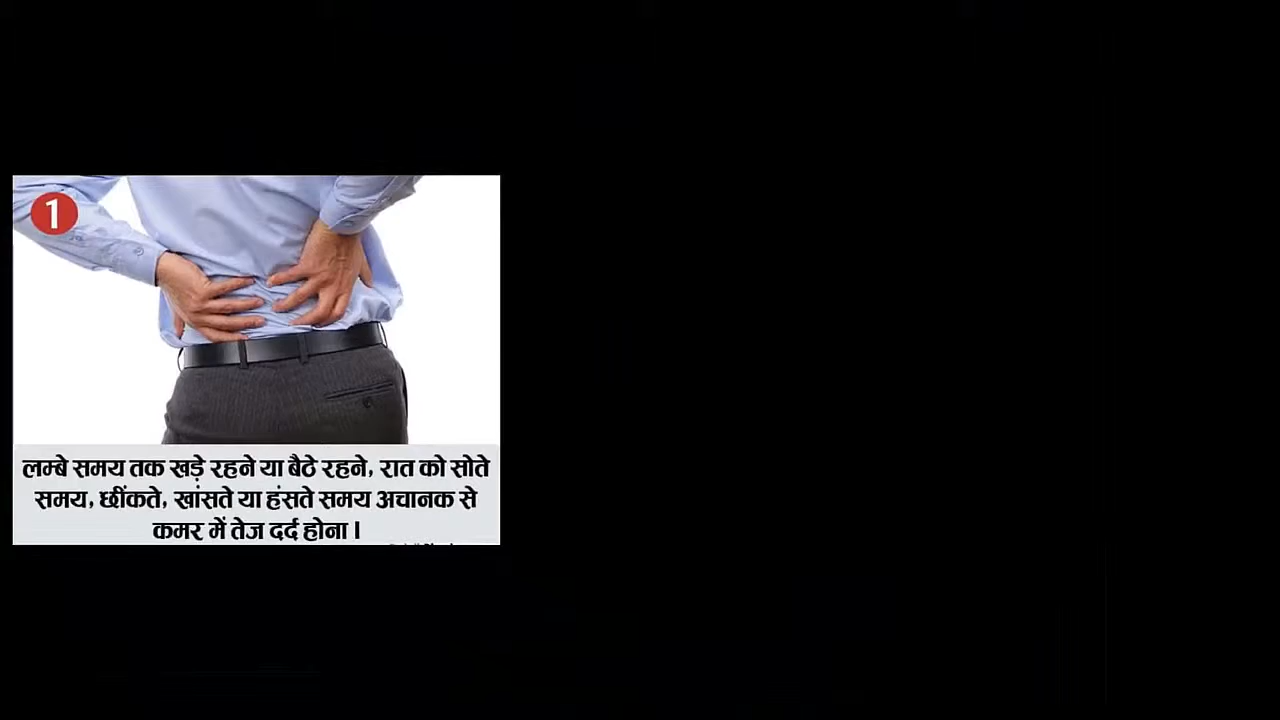 1
लम्बे समय तक खड़े रहने या बैठे रहने, रात को सोते
समय, छींकते, खांसते या हंसते समय अचानक से
कमर में तेज दर्द होना ।